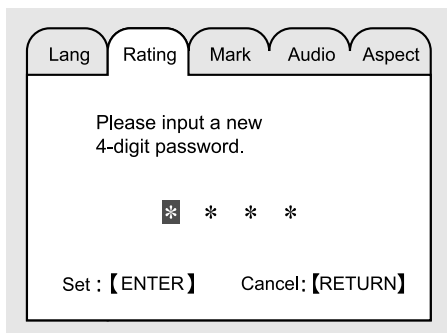 Lang Rating Mark Audio Aspect
Please input a new
4-digit password.
* * * *
Set :【ENTER】 Cancel:【RETURN】